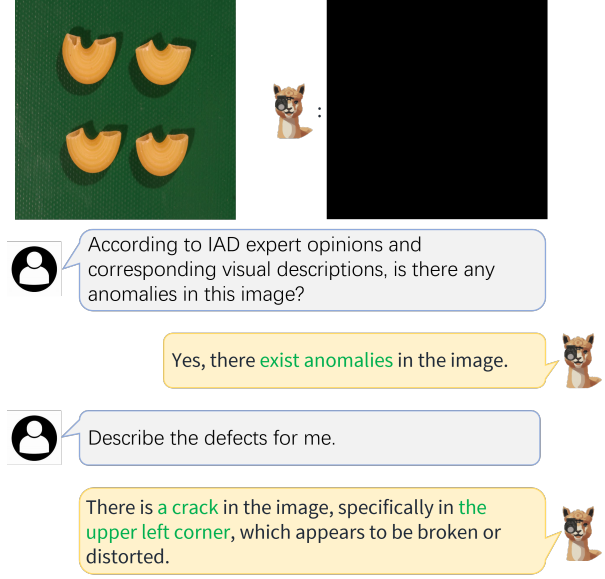 :
According to IAD expert opinions and
corresponding visual descriptions, is there any
anomalies in this image?
Yes, there exist anomalies in the image.
Describe the defects for me.
There is a crack in the image, specifically in the
upper left corner, which appears to be broken or
distorted.